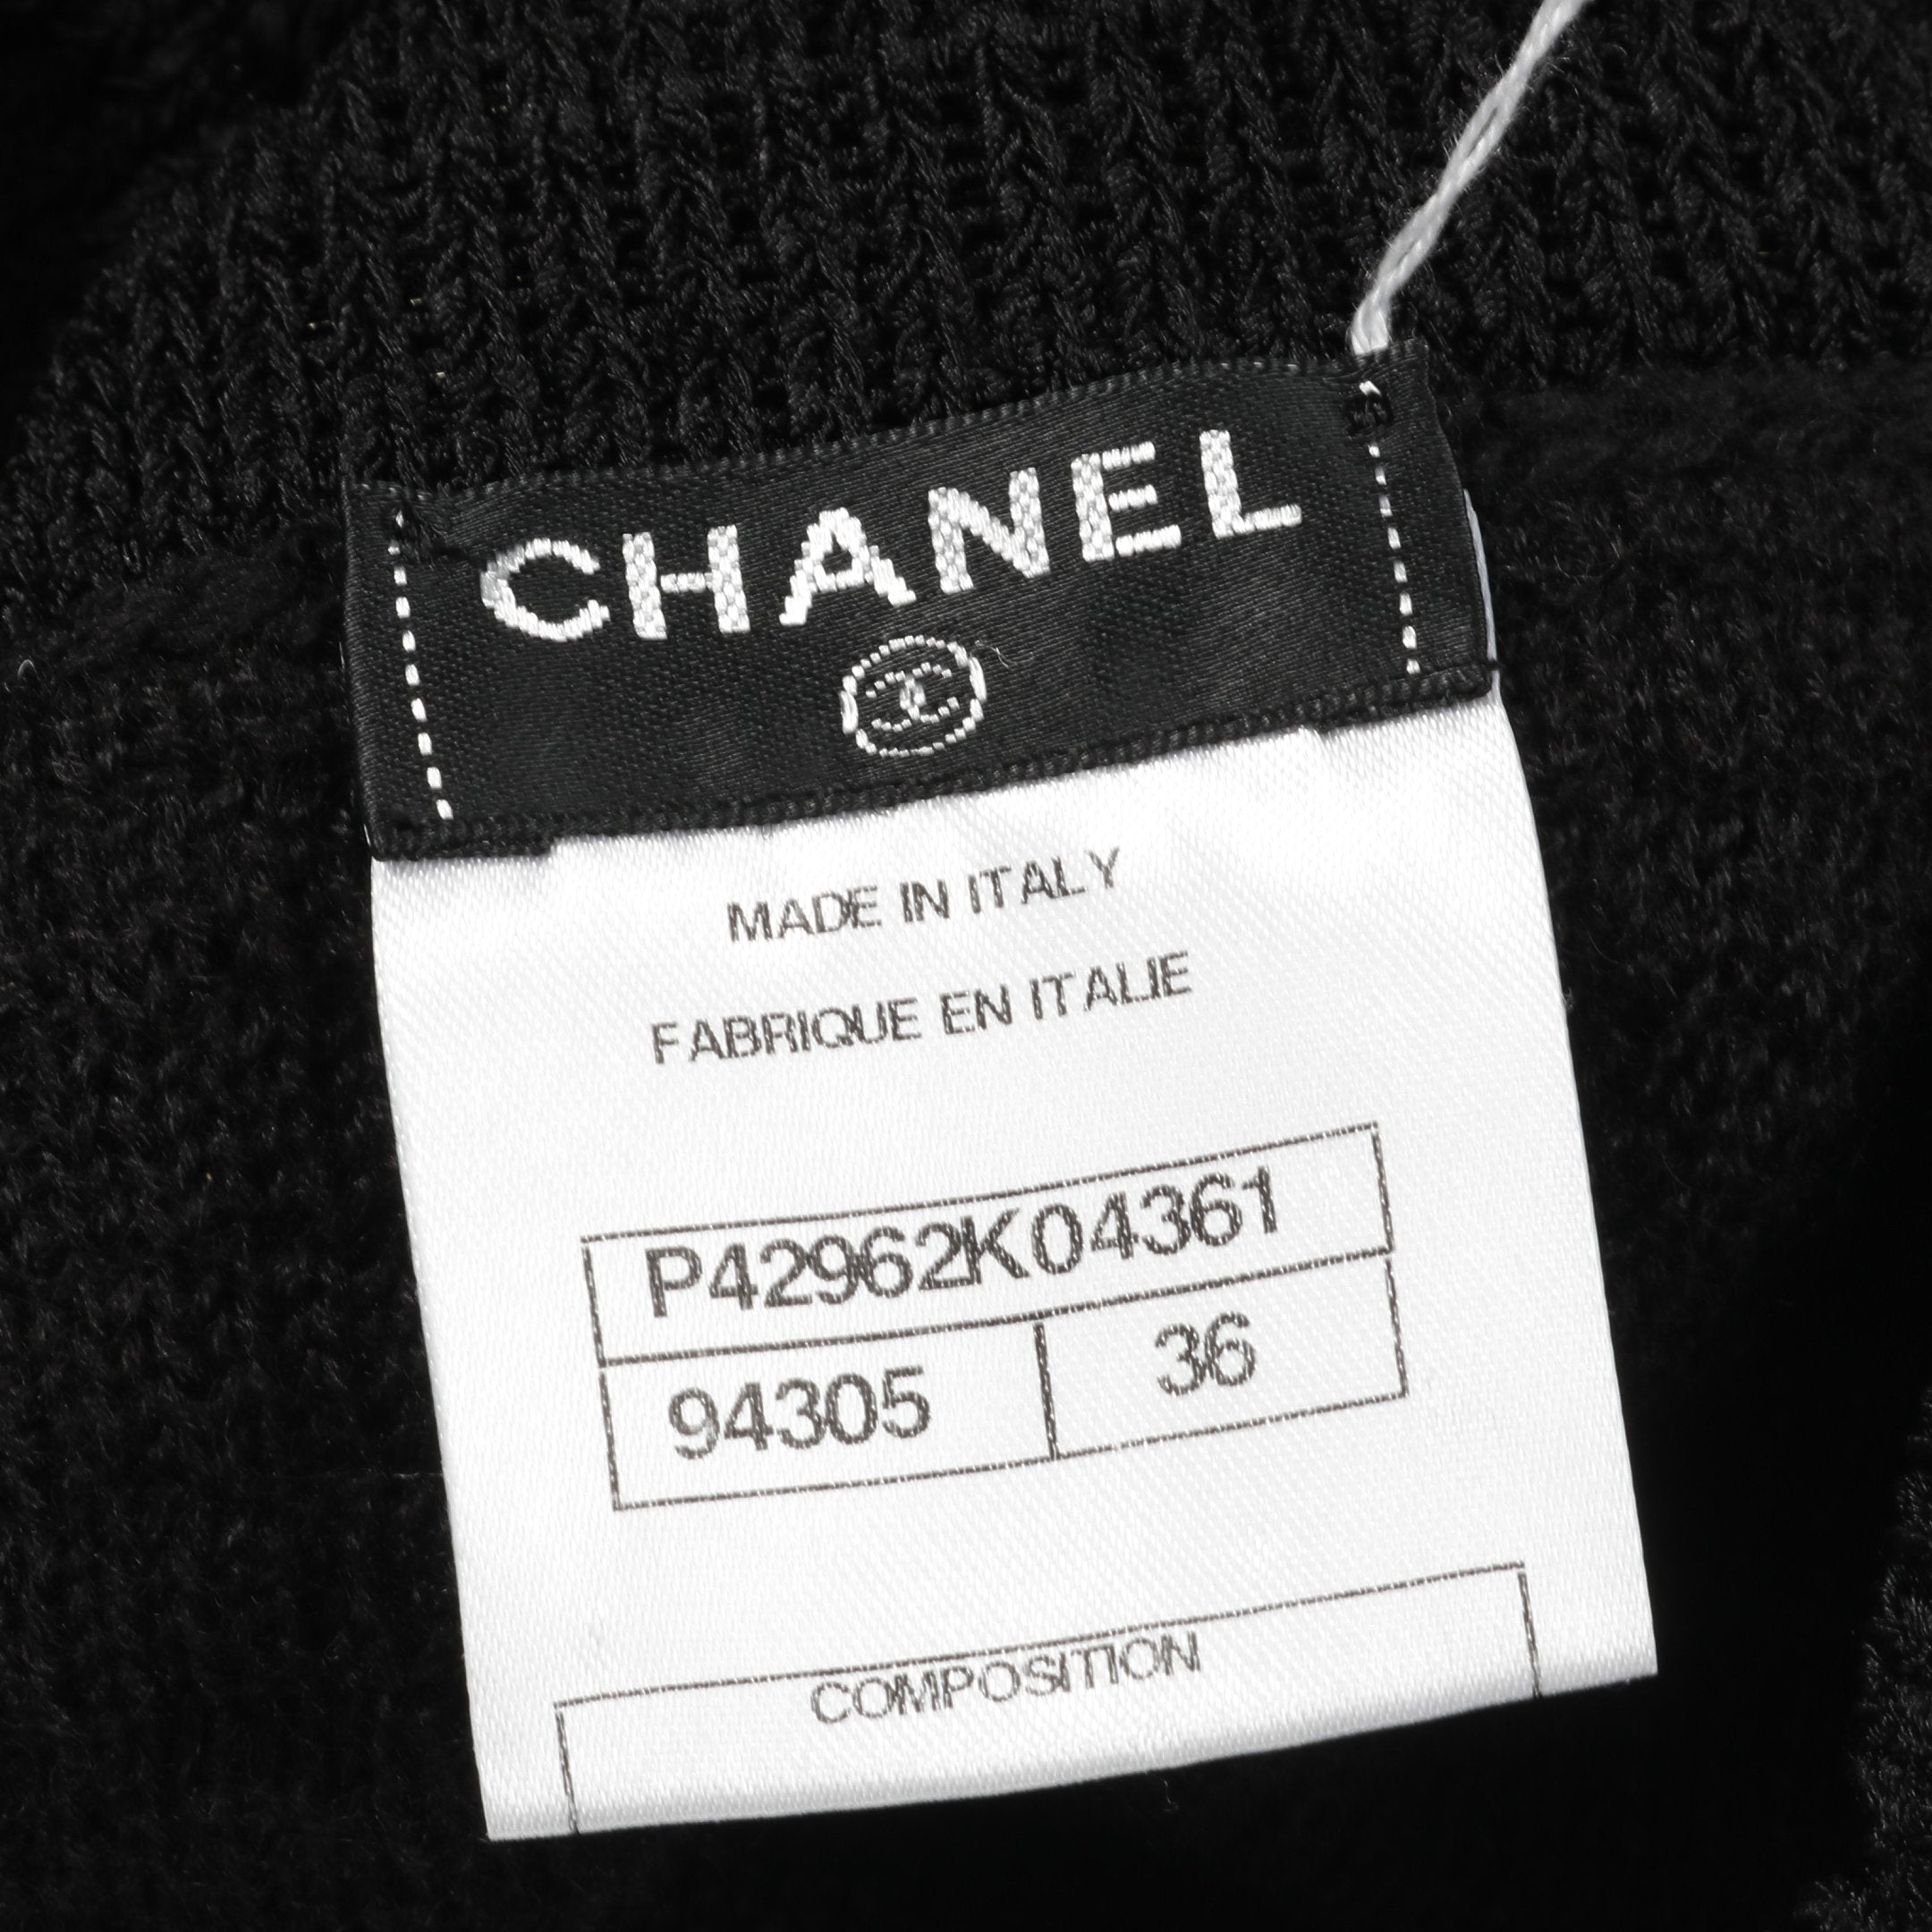 CHANEL
MADE IN ITALY
FABRIQUE EN ITALIE
P42962K04361
94305 36
COMPOSITION